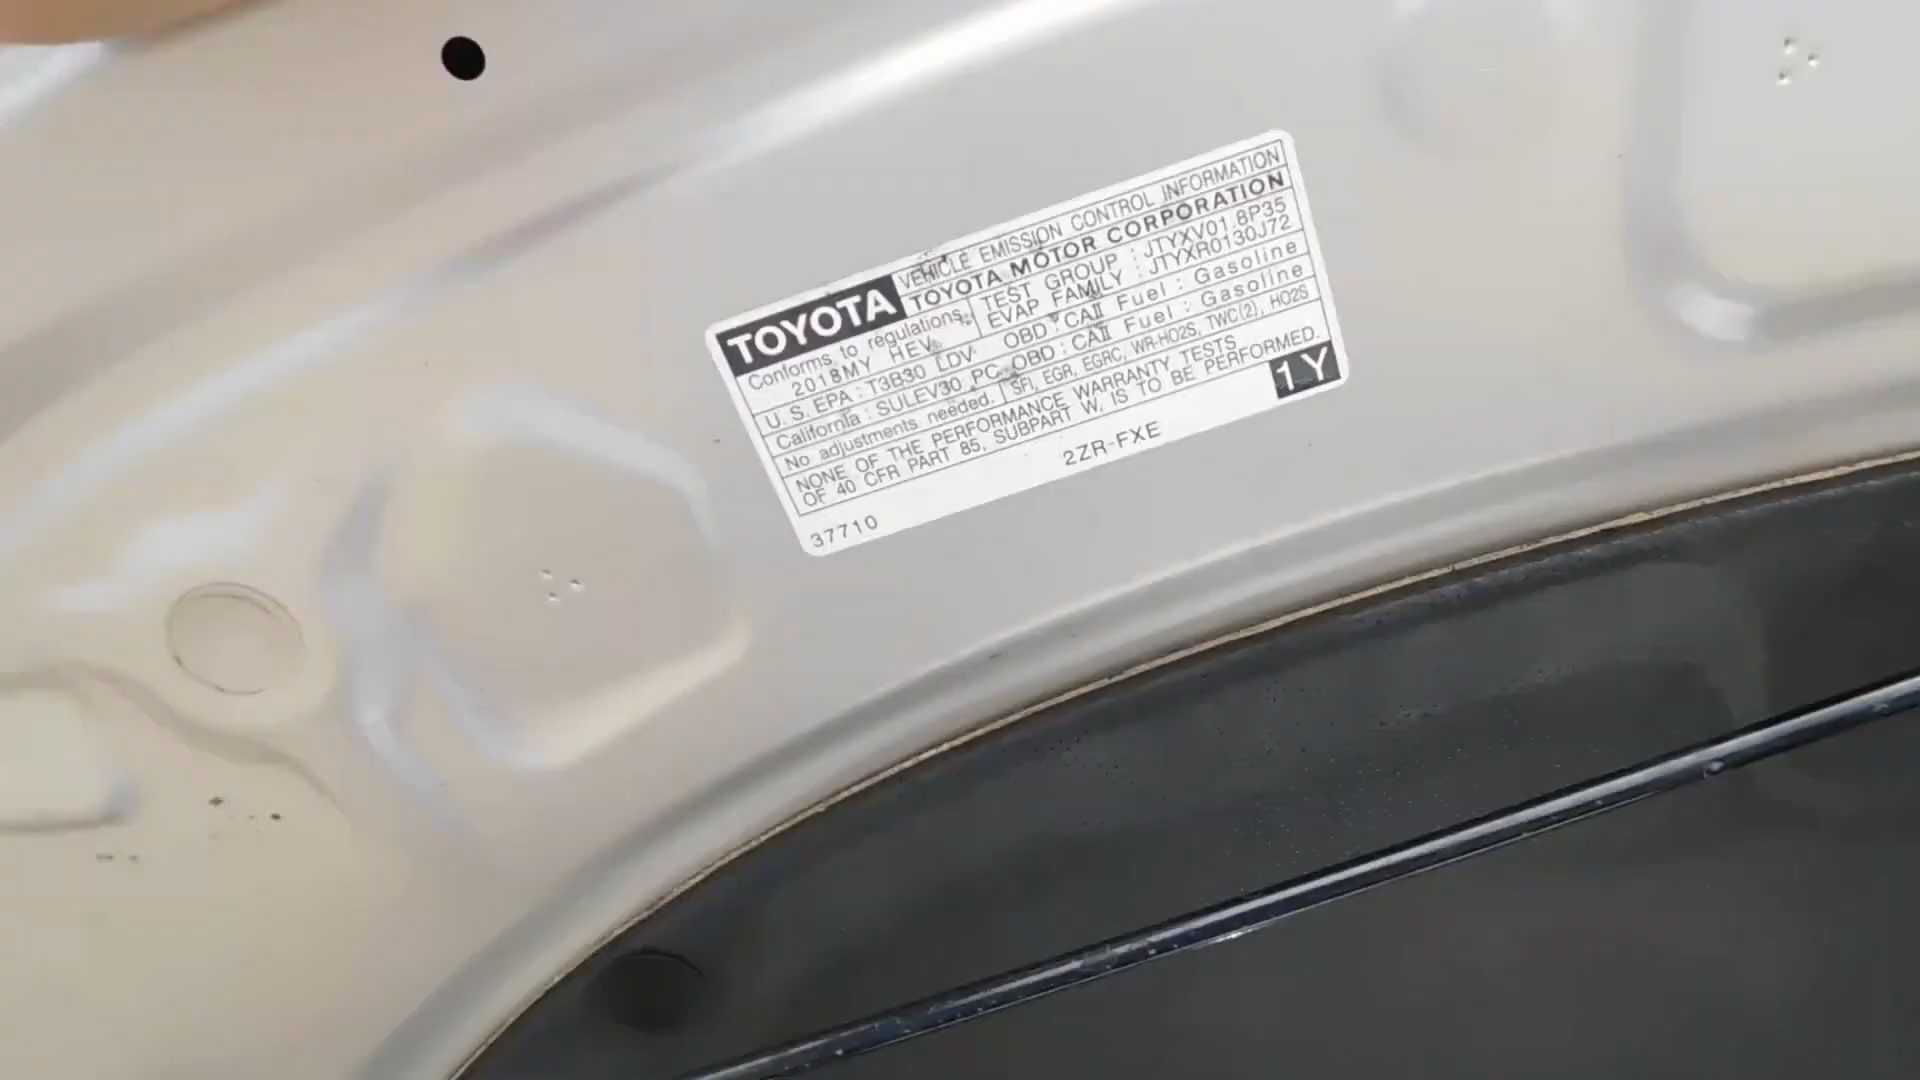 TOYOTA
VEHICLE EMISSION CONTROL INFORMATION
TOYOTA MOTOR CORPORATION
Conforms to regulations:
2018MY HEV
TEST GROUP : JTYXV01.8P35
EVAP FAMILY : JTYXR0130J72
U.S. EPA : T3B30 LDV OBD : CAⅡ Fuel : Gasoline
California : SULEV30 PC OBD : CAⅡ Fuel : Gasoline
No adjustments needed. SFI, EGR, EGRC, WR-HO2S, TWC(2), HO2S
NONE OF THE PERFORMANCE WARRANTY TESTS
OF 40 CFR PART 85, SUBPART W, IS TO BE PERFORMED.
1Y
2ZR-FXE
37710